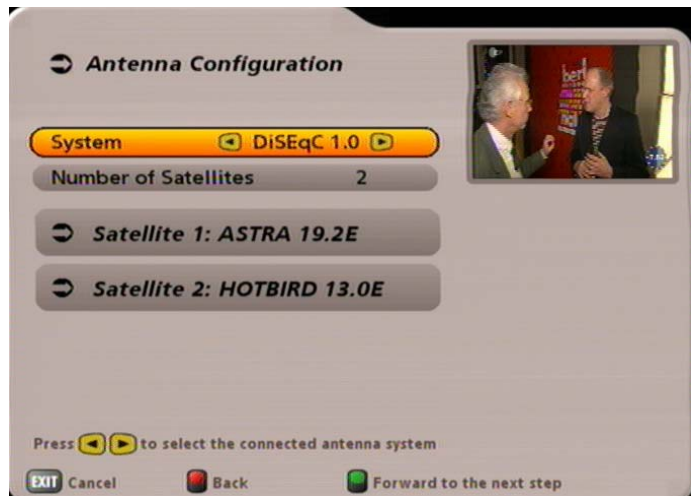 Antenna Configuration
System DiSEqC 1.0
Number of Satellites 2
Satellite 1: ASTRA 19.2E
Satellite 2: HOTBIRD 13.0E
Press to select the connected antenna system
EXIT Cancel Back Forward to the next step